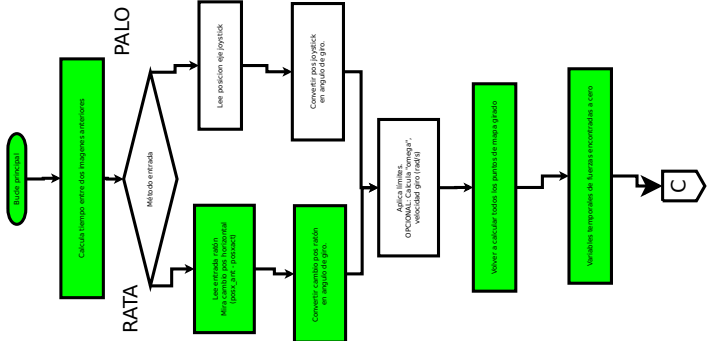 Bucle principal
Calcula tiempo entre dos imagenes anteriores
Método entrada
PALO
Lee posicion eje joystick
Convertir pos joystick
en angulo de giro.
RATA
Lee entrada ratón
Mira cambio pos horizontal
(posx_ant - posxact)
Convertir cambio pos ratón
en angulo de giro.
Aplica límites.
OPCIONAL: Calcula "omega",
velocidad giro (rad/s)
Volver a calcular todos los puntos de mapa girado
Variables temporales de fuerzas encontradas a cero
C